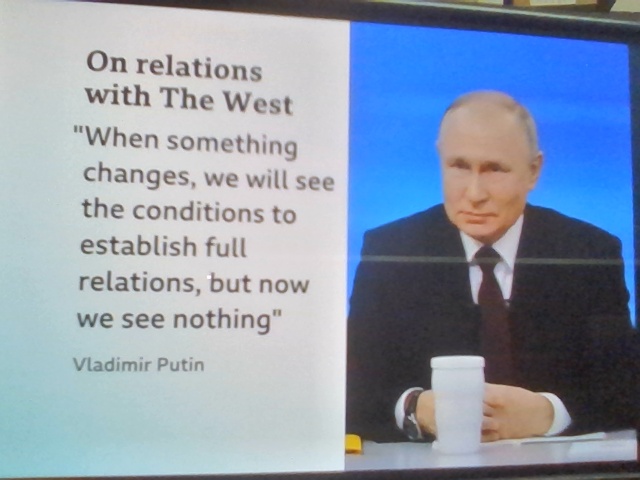 On relations
with The West
"When something
changes, we will see
the conditions to
establish full
relations, but now
we see nothing"
Vladimir Putin